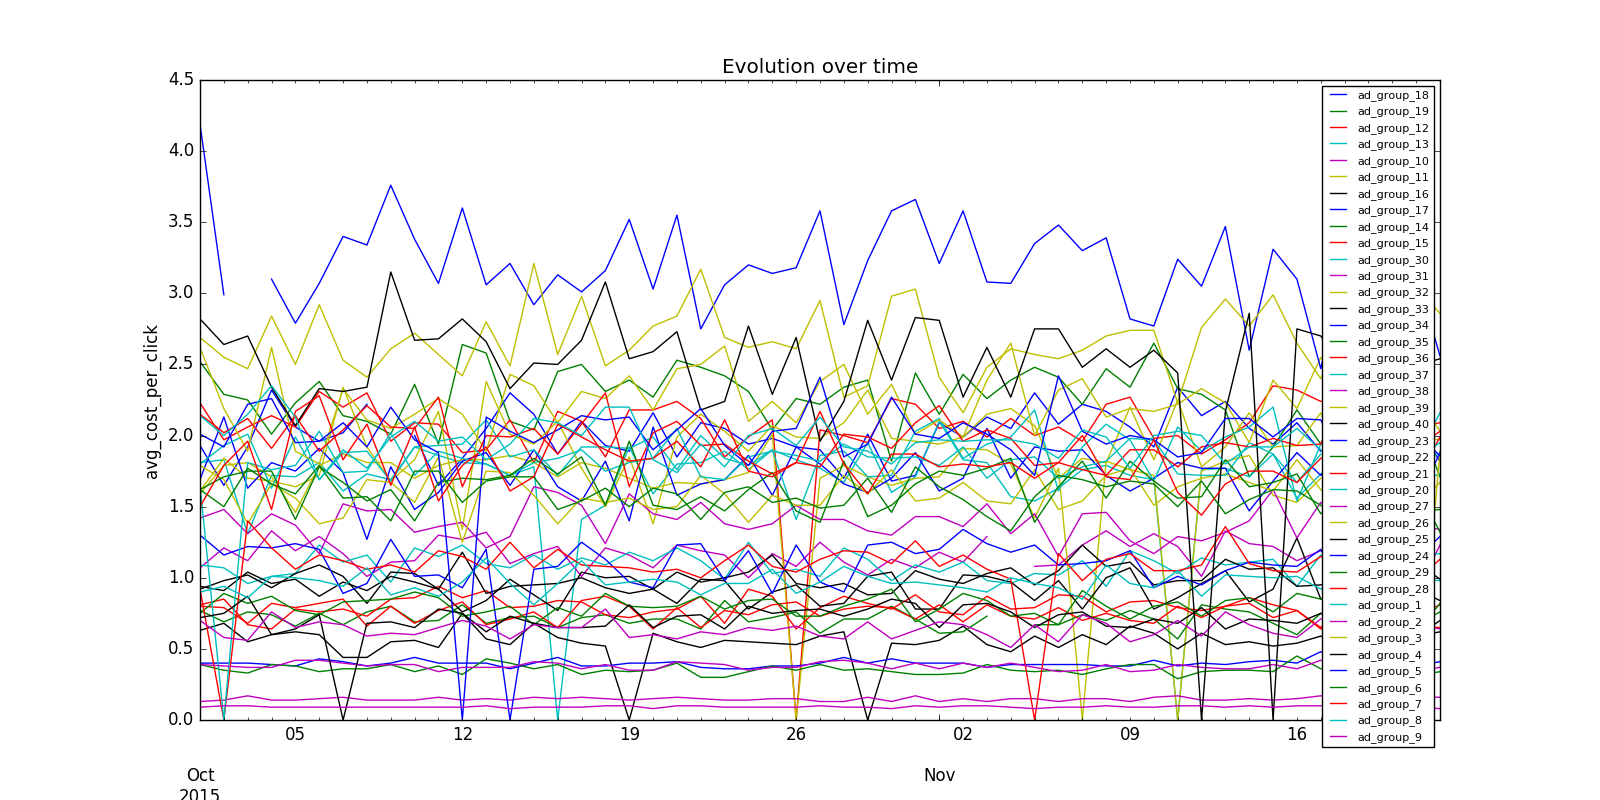 Evolution over time
4.5
4.0
3.5
3.0
2.5
2.0
1.5
1.0
0.5
0.0
avg_cost_per_click
05
12
19
26
02
09
16
Oct
2015
Nov
ad_group_18
ad_group_19
ad_group_12
ad_group_13
ad_group_10
ad_group_11
ad_group_16
ad_group_17
ad_group_14
ad_group_15
ad_group_30
ad_group_31
ad_group_32
ad_group_33
ad_group_34
ad_group_35
ad_group_36
ad_group_37
ad_group_38
ad_group_39
ad_group_40
ad_group_23
ad_group_22
ad_group_21
ad_group_20
ad_group_27
ad_group_26
ad_group_25
ad_group_24
ad_group_29
ad_group_28
ad_group_1
ad_group_2
ad_group_3
ad_group_4
ad_group_5
ad_group_6
ad_group_7
ad_group_8
ad_group_9